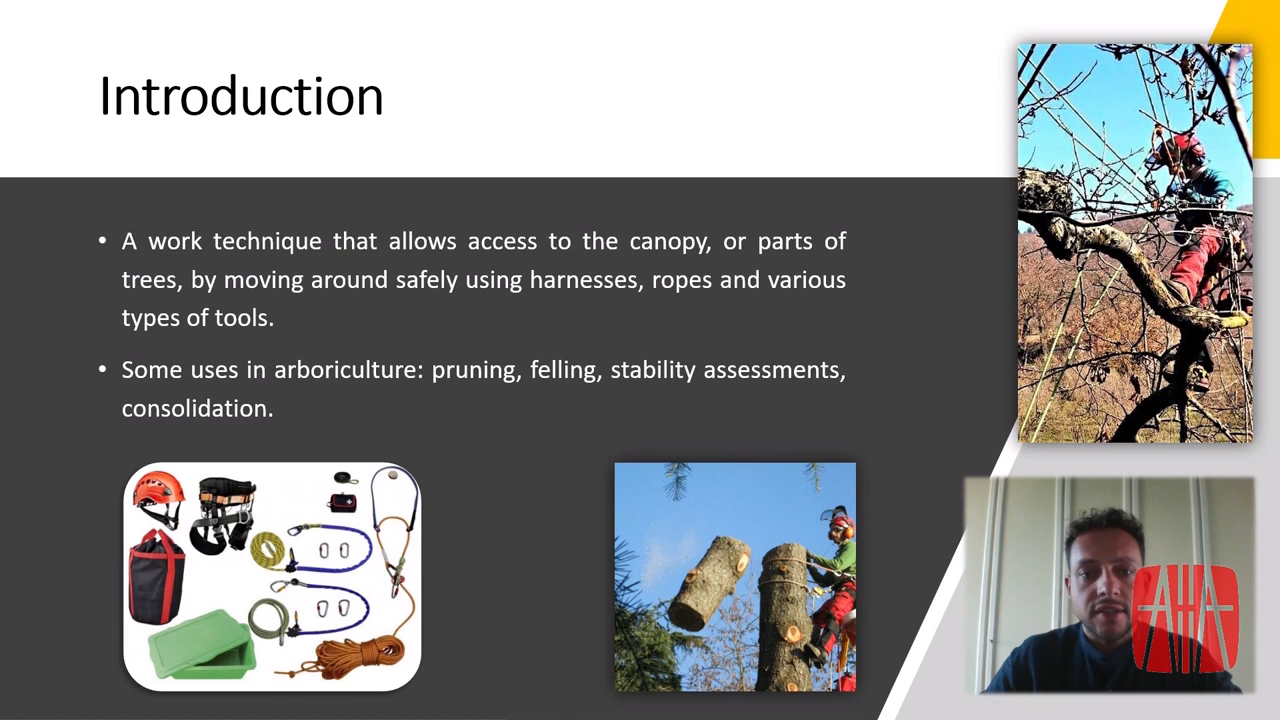 Introduction
• A work technique that allows access to the canopy, or parts of
trees, by moving around safely using harnesses, ropes and various
types of tools.
• Some uses in arboriculture: pruning, felling, stability assessments,
consolidation.
AHA